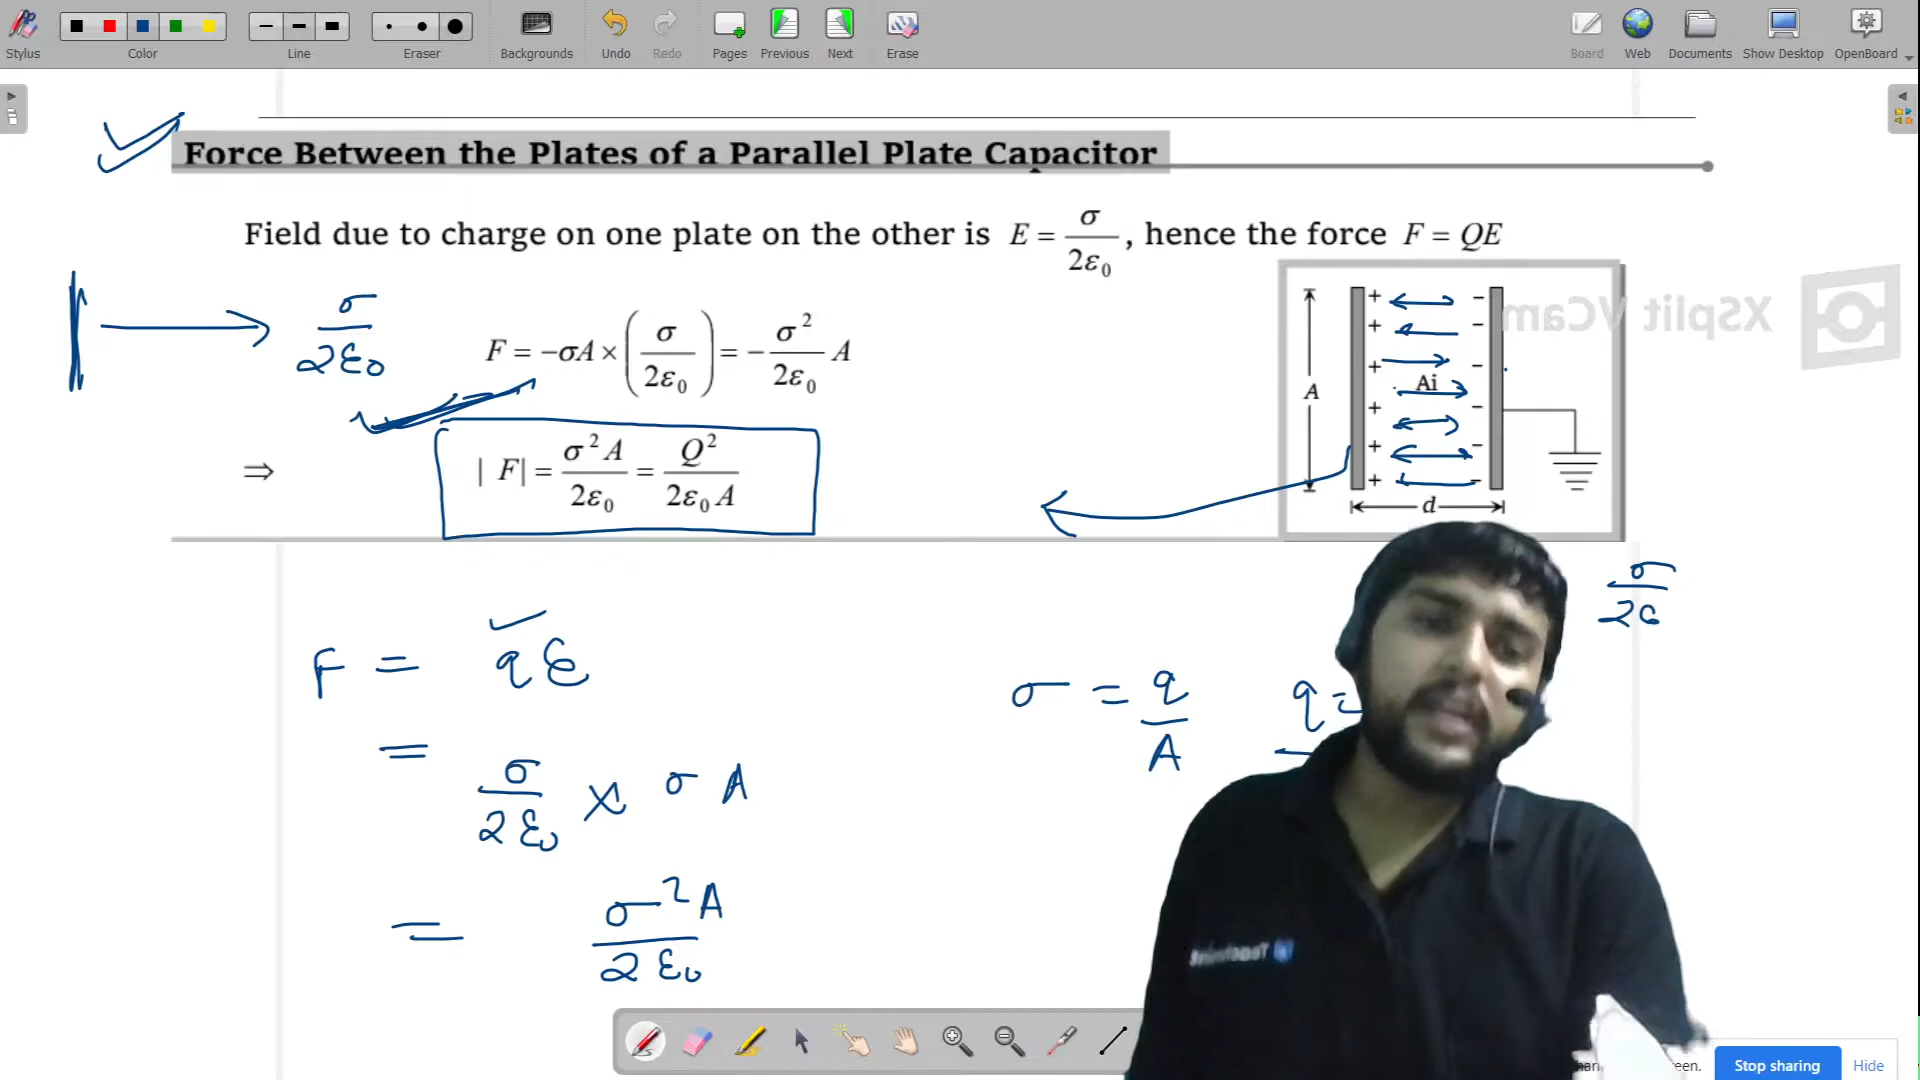 Stylus Color Line Eraser Backgrounds Undo Redo Pages Previous Next Erase Board Web Documents Show Desktop OpenBoard
Force Between the Plates of a Parallel Plate Capacitor
Field due to charge on one plate on the other is E = σ/2ε₀, hence the force F = QE
σ/2ε₀
F = −σA × (σ/2ε₀) = − σ²/2ε₀ A
⇒ | F| = σ²A/2ε₀ = Q²/2ε₀A
+ −
+ −
+ −
A Ai
+ −
+ −
+ −
d
XSplit VCam
σ/2ε
F = qE
σ = q/A q=
= σ/2ε₀ × σ A
= σ²A/2ε₀
Stop sharing Hide